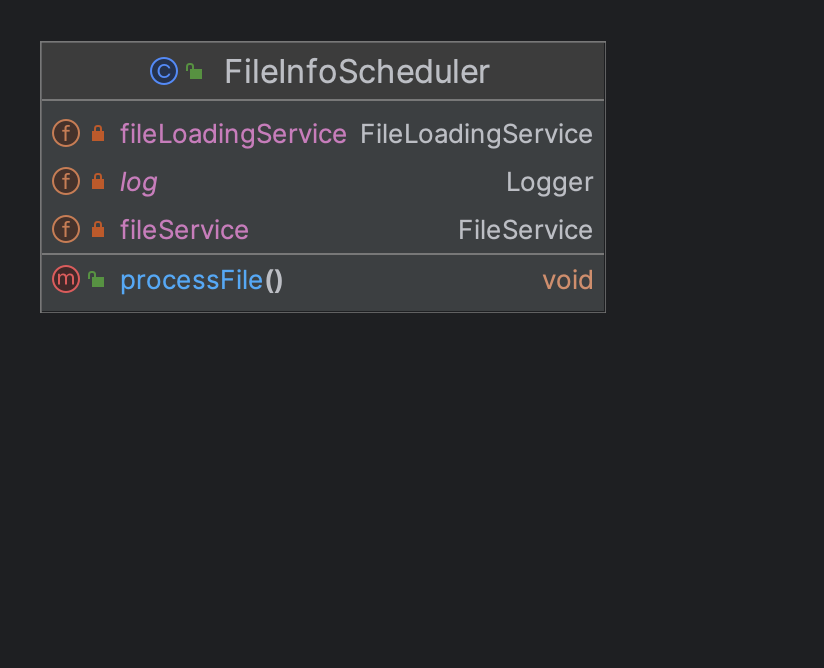 FileInfoScheduler
fileLoadingService FileLoadingService
log Logger
fileService FileService
processFile() void